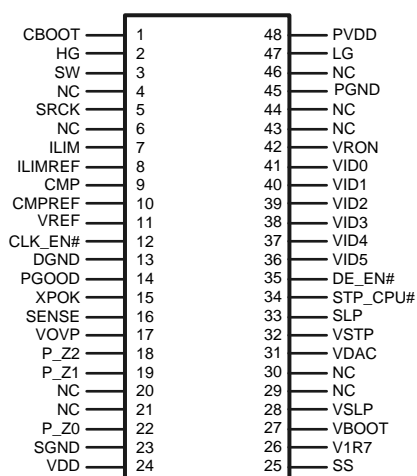 CBOOT 1 48 PVDD
HG 2 47 LG
SW 3 46 NC
NC 4 45 PGND
SRCK 5 44 NC
NC 6 43 NC
ILIM 7 42 VRON
ILIMREF 8 41 VID0
CMP 9 40 VID1
CMPREF 10 39 VID2
VREF 11 38 VID3
CLK_EN# 12 37 VID4
DGND 13 36 VID5
PGOOD 14 35 DE_EN#
XPOK 15 34 STP_CPU#
SENSE 16 33 SLP
VOVP 17 32 VSTP
P_Z2 18 31 VDAC
P_Z1 19 30 NC
NC 20 29 NC
NC 21 28 VSLP
P_Z0 22 27 VBOOT
SGND 23 26 V1R7
VDD 24 25 SS